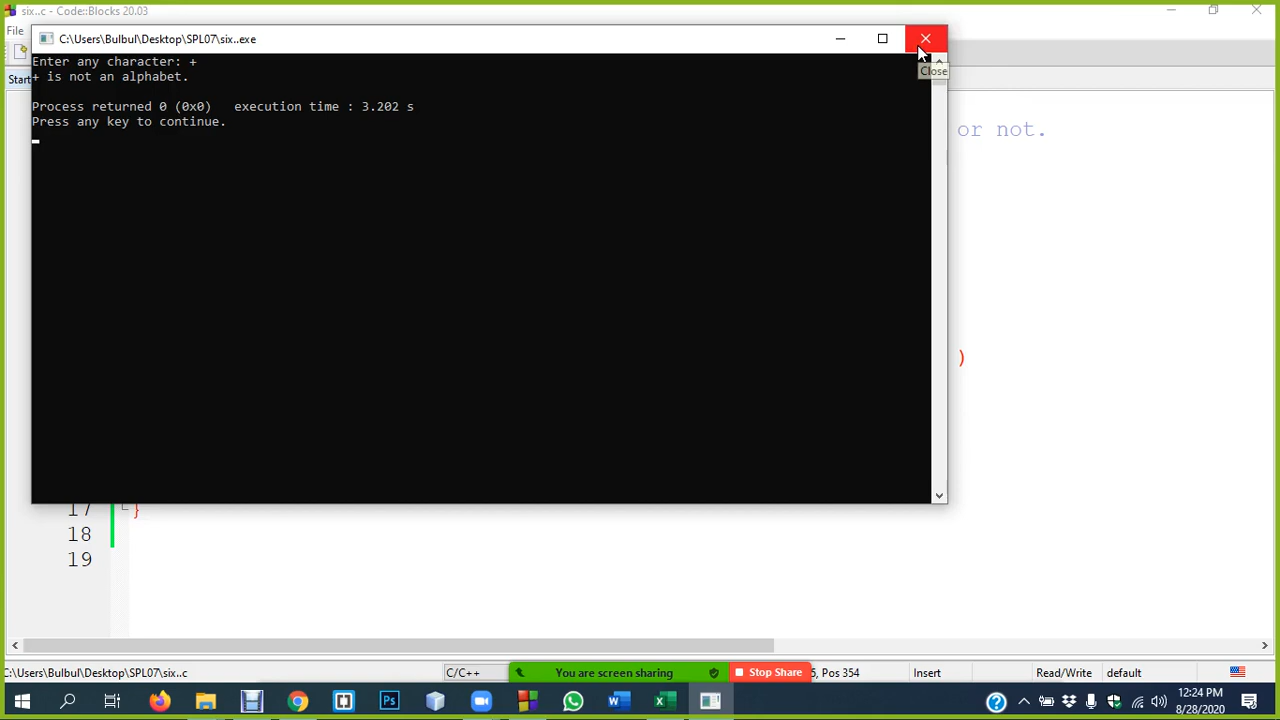 six..c - Code::Blocks 20.03
File
C:\Users\Bulbul\Desktop\SPL07\six..exe
Close
Start
Enter any character: +
+ is not an alphabet.
Process returned 0 (0x0)   execution time : 3.202 s
Press any key to continue.
or not.
)
17 }
18
19
C:\Users\Bulbul\Desktop\SPL07\six..c
C/C++
You are screen sharing
Stop Share
5, Pos 354
Insert
Read/Write
default
Ps
12:24 PM
8/28/2020